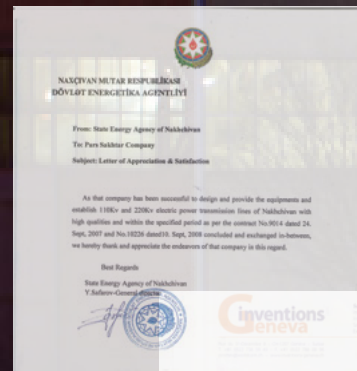 NAXÇIVAN MUTAR RESPUBLİKASI
DÖVLƏT ENERGETİKA AGENTLİYİ
From: State Energy Agency of Nakhchivan
To: Pars Sakhtar Company
Subject: Letter of Appreciation & Satisfaction
As that company has been successful to design and provide the equipments and
establish 110Kv and 220Kv electric power transmission lines of Nakhchivan with
high qualities and within the specified period as per the contract No.9014 dated 24.
Sept, 2007 and No.10226 dated10. Sept, 2008 concluded and exchanged in-between,
we hereby thank and appreciate the endeavors of that company in this regard.
Best Regards
State Energy Agency of Nakhchivan
Y.Safarov-General director
inventions
Geneva